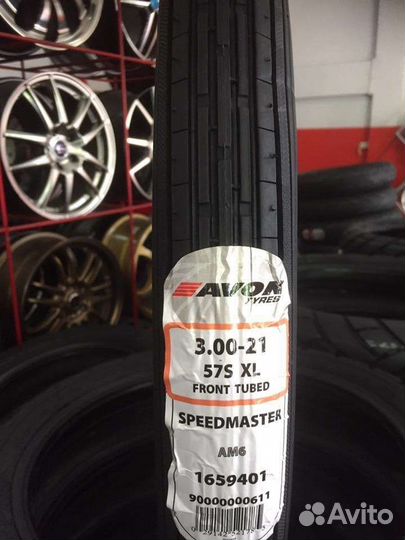 AVON
TYRES
3.00-21
57S XL
FRONT TUBED
SPEEDMASTER
AM6
1659401
90000000611
Avito